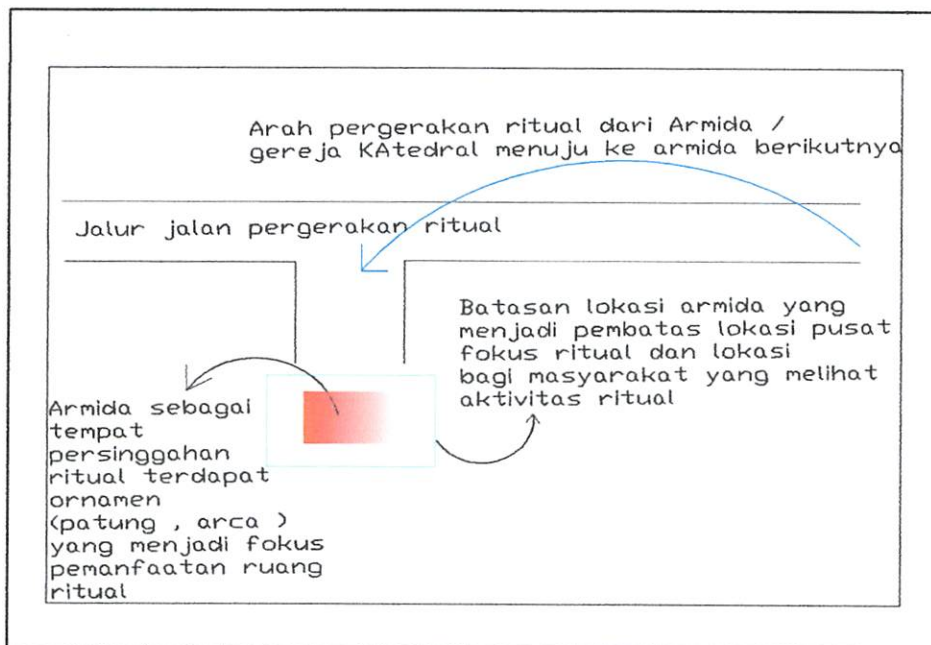 Arah pergerakan ritual dari Armida /
gereja KAtedral menuju ke armida berikutnya
Jalur jalan pergerakan ritual
Batasan lokasi armida yang
menjadi pembatas lokasi pusat
fokus ritual dan lokasi
bagi masyarakat yang melihat
aktivitas ritual
Armida sebagai
tempat
persinggahan
ritual terdapat
ornamen
(patung , arca )
yang menjadi fokus
pemanfaatan ruang
ritual